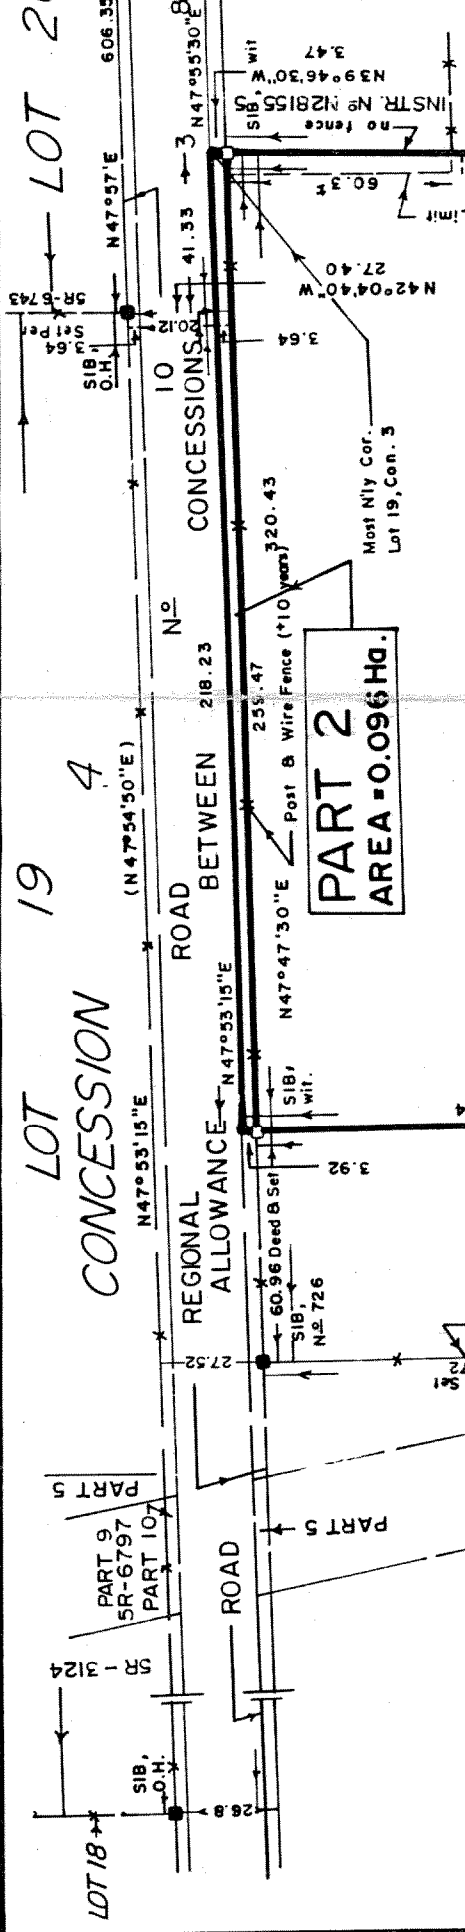 LOT 20
606.35
8
N47°55'30"E
wit
SIB,
3.47
N39°46'30"W
INSTR. Nº N28155
no fence
N47°57'E
3
60.3±
Limit
5R-6743
Set Per
3.64
SIB,
O.H.
41.33
20.12
3.64
27.40
N42°04'40"W
LOT 19
CONCESSION 4
(N47°54'50"E)
N47°53'15"E
REGIONAL ROAD Nº 10
ALLOWANCE BETWEEN CONCESSIONS
218.23
320.43
N47°53'15"E
N47°47'30"E
Post & Wire Fence (+10 years)
Most N'ly Cor.
Lot 19, Con. 3
PART 2
AREA=0.096 Ha.
SIB,
wit.
3.92
60.96 Deed & Set
SIB,
Nº 726
Set
27.52
PART 5
PART 9
5R-6797
PART 10
PART 5
ROAD
5R-3124
SIB,
O.H.
26.8
LOT 18